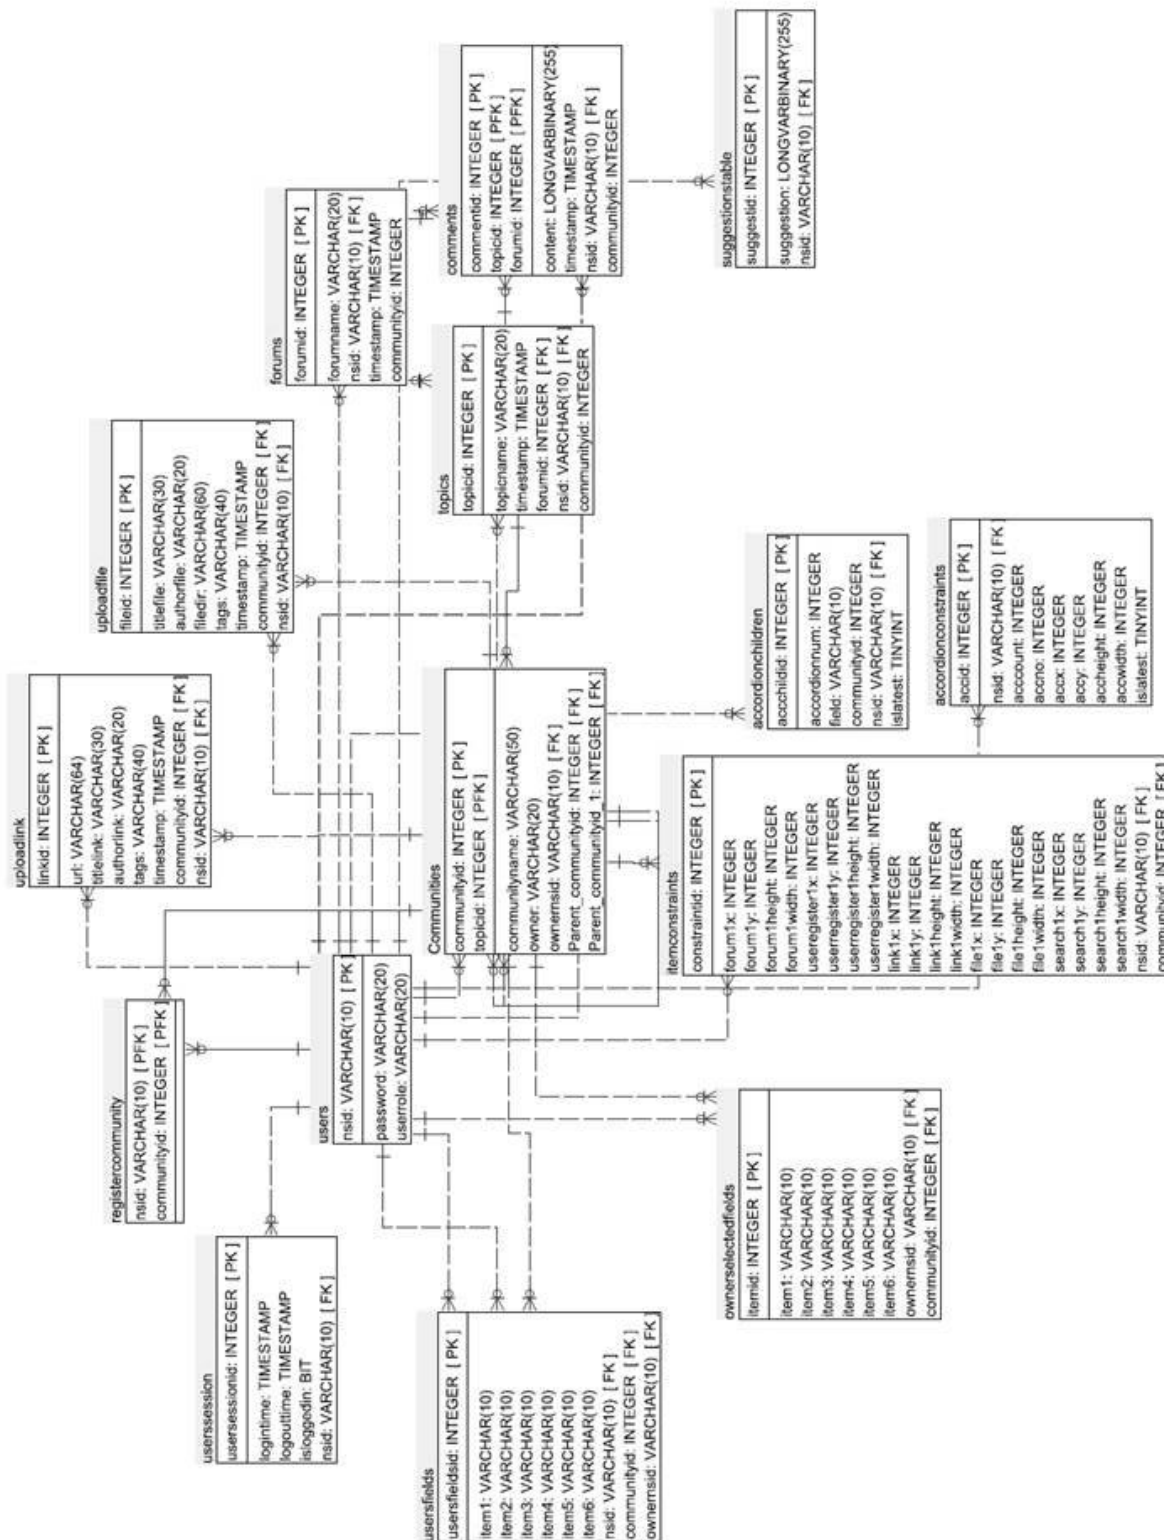 userssession
usersessionid: INTEGER [ PK ]
logintime: TIMESTAMP
logouttime: TIMESTAMP
isloggedin: BIT
nsid: VARCHAR(10) [ FK ]
registercommunity
nsid: VARCHAR(10) [ PFK ]
communityid: INTEGER [ PFK ]
uploadlink
linkid: INTEGER [ PK ]
url: VARCHAR(64)
titlelink: VARCHAR(30)
authorlink: VARCHAR(20)
tags: VARCHAR(40)
timestamp: TIMESTAMP
communityid: INTEGER [ FK ]
nsid: VARCHAR(10) [ FK ]
uploadfile
fileid: INTEGER [ PK ]
titlefile: VARCHAR(30)
authorfile: VARCHAR(20)
filedir: VARCHAR(60)
tags: VARCHAR(40)
timestamp: TIMESTAMP
communityid: INTEGER [ FK ]
nsid: VARCHAR(10) [ FK ]
forums
forumid: INTEGER [ PK ]
forumname: VARCHAR(20)
nsid: VARCHAR(10) [ FK ]
timestamp: TIMESTAMP
communityid: INTEGER
usersfields
usersfieldsid: INTEGER [ PK ]
item1: VARCHAR(10)
item2: VARCHAR(10)
item3: VARCHAR(10)
item4: VARCHAR(10)
item5: VARCHAR(10)
item6: VARCHAR(10)
nsid: VARCHAR(10) [ FK ]
communityid: INTEGER [ FK ]
ownernsid: VARCHAR(10) [ FK ]
users
nsid: VARCHAR(10) [ PK ]
password: VARCHAR(20)
userrole: VARCHAR(20)
Communities
communityid: INTEGER [ PK ]
topicid: INTEGER [ PFK ]
communityname: VARCHAR(50)
owner: VARCHAR(20)
ownernsid: VARCHAR(10) [ FK ]
Parent_communityid: INTEGER [ FK ]
Parent_communityid_1: INTEGER [ FK ]
topics
topicid: INTEGER [ PK ]
topicname: VARCHAR(20)
timestamp: TIMESTAMP
forumid: INTEGER [ FK ]
nsid: VARCHAR(10) [ FK ]
communityid: INTEGER
comments
commentid: INTEGER [ PK ]
topicid: INTEGER [ PFK ]
forumid: INTEGER [ PFK ]
content: LONGVARBINARY(255)
timestamp: TIMESTAMP
nsid: VARCHAR(10) [ FK ]
communityid: INTEGER
ownerselectedfields
itemid: INTEGER [ PK ]
item1: VARCHAR(10)
item2: VARCHAR(10)
item3: VARCHAR(10)
item4: VARCHAR(10)
item5: VARCHAR(10)
item6: VARCHAR(10)
ownernsid: VARCHAR(10) [ FK ]
communityid: INTEGER [ FK ]
itemconstraints
constraintid: INTEGER [ PK ]
forum1x: INTEGER
forum1y: INTEGER
forum1height: INTEGER
forum1width: INTEGER
userregister1x: INTEGER
userregister1y: INTEGER
userregister1height: INTEGER
userregister1width: INTEGER
link1x: INTEGER
link1y: INTEGER
link1height: INTEGER
link1width: INTEGER
file1x: INTEGER
file1y: INTEGER
file1height: INTEGER
file1width: INTEGER
search1x: INTEGER
search1y: INTEGER
search1height: INTEGER
search1width: INTEGER
nsid: VARCHAR(10) [ FK ]
communityid: INTEGER [ FK ]
accordionchildren
accchildid: INTEGER [ PK ]
accordionnum: INTEGER
field: VARCHAR(10)
communityid: INTEGER
nsid: VARCHAR(10) [ FK ]
islatest: TINYINT
accordionconstraints
accid: INTEGER [ PK ]
nsid: VARCHAR(10) [ FK ]
acccount: INTEGER
accno: INTEGER
accx: INTEGER
accy: INTEGER
accheight: INTEGER
accwidth: INTEGER
islatest: TINYINT
suggestionstable
suggestid: INTEGER [ PK ]
suggestion: LONGVARBINARY(255)
nsid: VARCHAR(10) [ FK ]